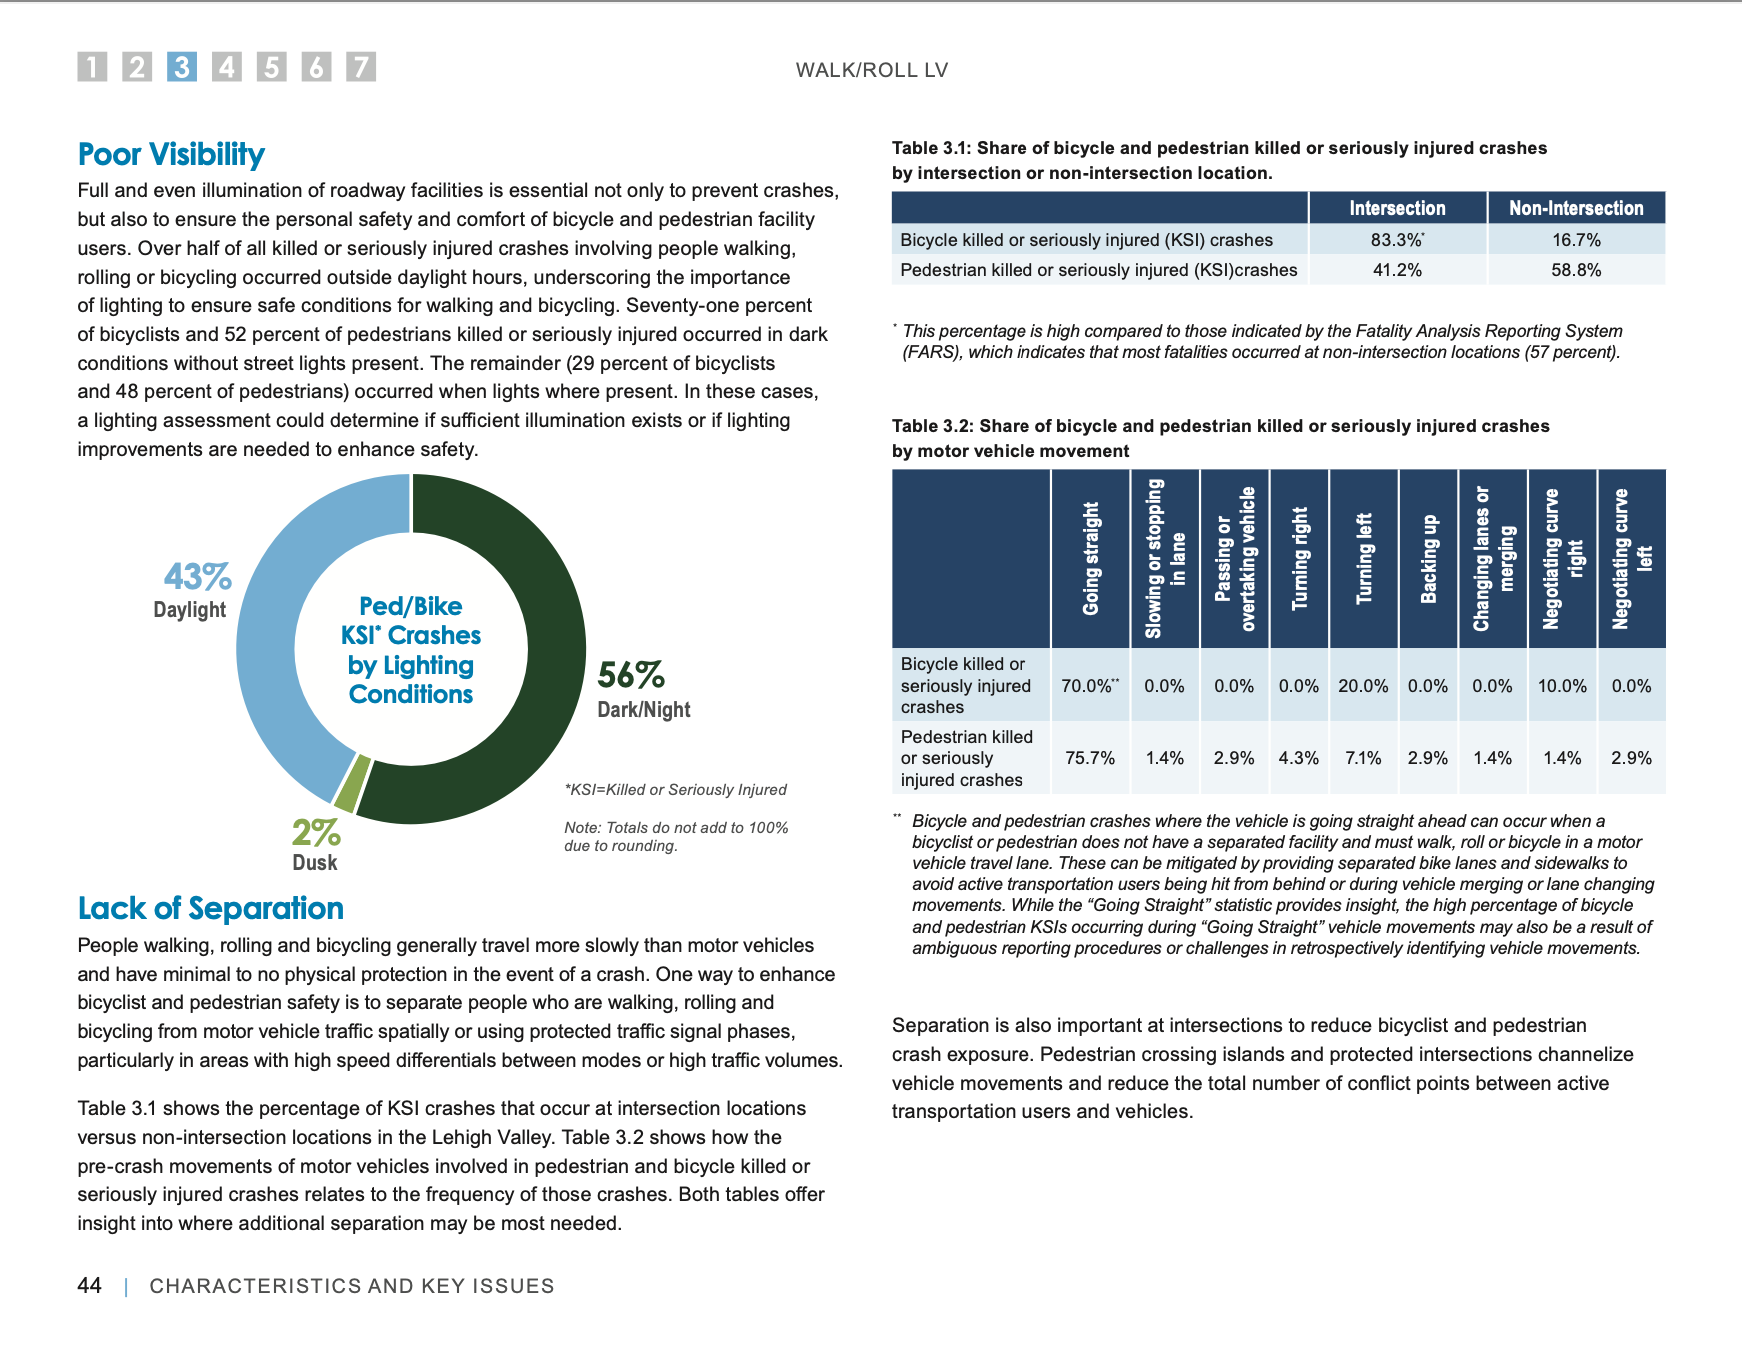 1 2 3 4 5 6 7
WALK/ROLL LV
Poor Visibility
Full and even illumination of roadway facilities is essential not only to prevent crashes,
but also to ensure the personal safety and comfort of bicycle and pedestrian facility
users. Over half of all killed or seriously injured crashes involving people walking,
rolling or bicycling occurred outside daylight hours, underscoring the importance
of lighting to ensure safe conditions for walking and bicycling. Seventy-one percent
of bicyclists and 52 percent of pedestrians killed or seriously injured occurred in dark
conditions without street lights present. The remainder (29 percent of bicyclists
and 48 percent of pedestrians) occurred when lights where present. In these cases,
a lighting assessment could determine if sufficient illumination exists or if lighting
improvements are needed to enhance safety.
43%
Daylight
Ped/Bike
KSI* Crashes
by Lighting
Conditions
56%
Dark/Night
2%
Dusk
*KSI=Killed or Seriously Injured
Note: Totals do not add to 100%
due to rounding.
Lack of Separation
People walking, rolling and bicycling generally travel more slowly than motor vehicles
and have minimal to no physical protection in the event of a crash. One way to enhance
bicyclist and pedestrian safety is to separate people who are walking, rolling and
bicycling from motor vehicle traffic spatially or using protected traffic signal phases,
particularly in areas with high speed differentials between modes or high traffic volumes.
Table 3.1 shows the percentage of KSI crashes that occur at intersection locations
versus non-intersection locations in the Lehigh Valley. Table 3.2 shows how the
pre-crash movements of motor vehicles involved in pedestrian and bicycle killed or
seriously injured crashes relates to the frequency of those crashes. Both tables offer
insight into where additional separation may be most needed.
Table 3.1: Share of bicycle and pedestrian killed or seriously injured crashes
by intersection or non-intersection location.
Intersection Non-Intersection
Bicycle killed or seriously injured (KSI) crashes 83.3%* 16.7%
Pedestrian killed or seriously injured (KSI)crashes 41.2% 58.8%
* This percentage is high compared to those indicated by the Fatality Analysis Reporting System
(FARS), which indicates that most fatalities occurred at non-intersection locations (57 percent).
Table 3.2: Share of bicycle and pedestrian killed or seriously injured crashes
by motor vehicle movement
Going straight
Slowing or stopping
in lane
Passing or
overtaking vehicle
Turning right
Turning left
Backing up
Changing lanes or
merging
Negotiating curve
right
Negotiating curve
left
Bicycle killed or
seriously injured
crashes
70.0%** 0.0% 0.0% 0.0% 20.0% 0.0% 0.0% 10.0% 0.0%
Pedestrian killed
or seriously
injured crashes
75.7% 1.4% 2.9% 4.3% 7.1% 2.9% 1.4% 1.4% 2.9%
** Bicycle and pedestrian crashes where the vehicle is going straight ahead can occur when a
bicyclist or pedestrian does not have a separated facility and must walk, roll or bicycle in a motor
vehicle travel lane. These can be mitigated by providing separated bike lanes and sidewalks to
avoid active transportation users being hit from behind or during vehicle merging or lane changing
movements. While the “Going Straight” statistic provides insight, the high percentage of bicycle
and pedestrian KSIs occurring during “Going Straight” vehicle movements may also be a result of
ambiguous reporting procedures or challenges in retrospectively identifying vehicle movements.
Separation is also important at intersections to reduce bicyclist and pedestrian
crash exposure. Pedestrian crossing islands and protected intersections channelize
vehicle movements and reduce the total number of conflict points between active
transportation users and vehicles.
44 | CHARACTERISTICS AND KEY ISSUES